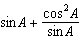 sin A + cos²A / sin A